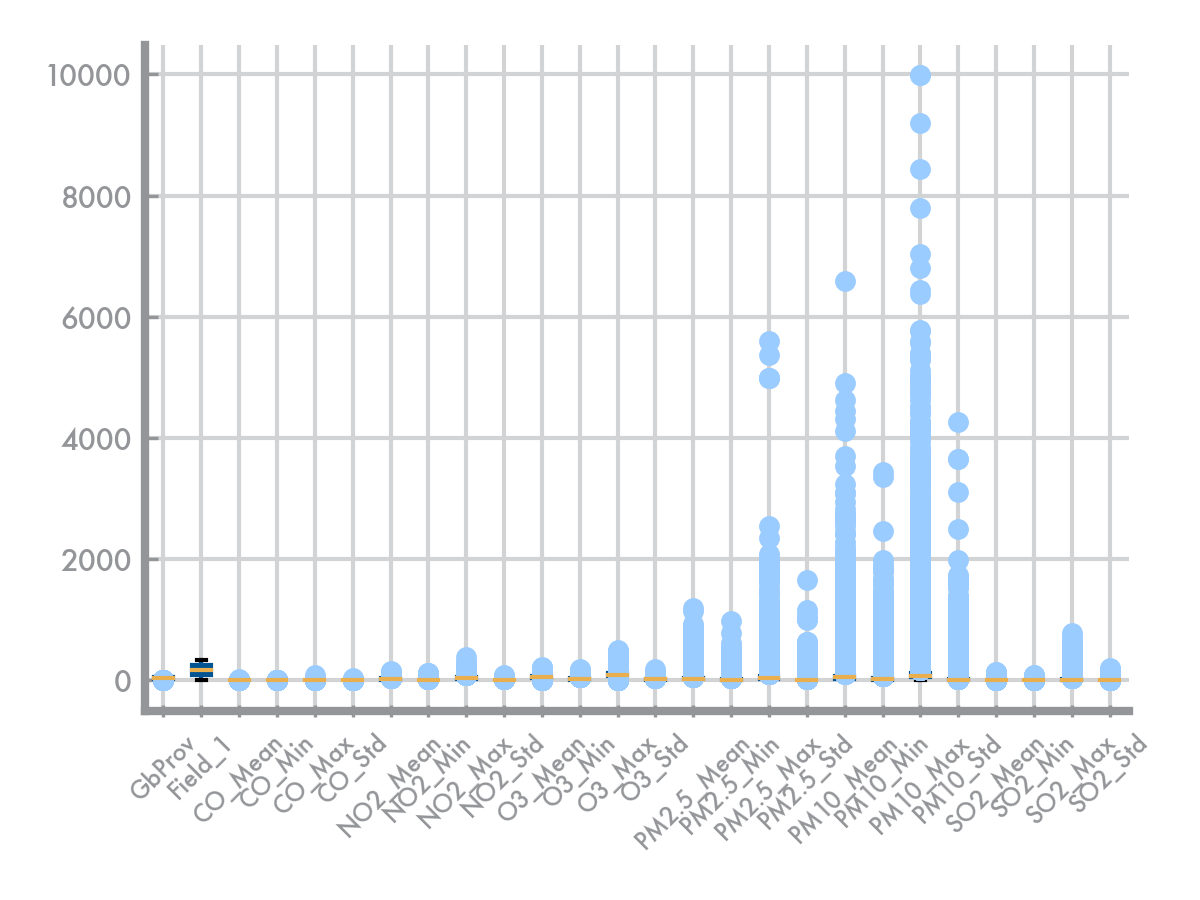 10000
8000
6000
4000
2000
0
GbProv
Field_1
CO_Mean
CO_Min
CO_Max
CO_Std
NO2_Mean
NO2_Min
NO2_Max
NO2_Std
O3_Mean
O3_Min
O3_Max
O3_Std
PM2.5_Mean
PM2.5_Min
PM2.5_Max
PM2.5_Std
PM10_Mean
PM10_Min
PM10_Max
PM10_Std
SO2_Mean
SO2_Min
SO2_Max
SO2_Std